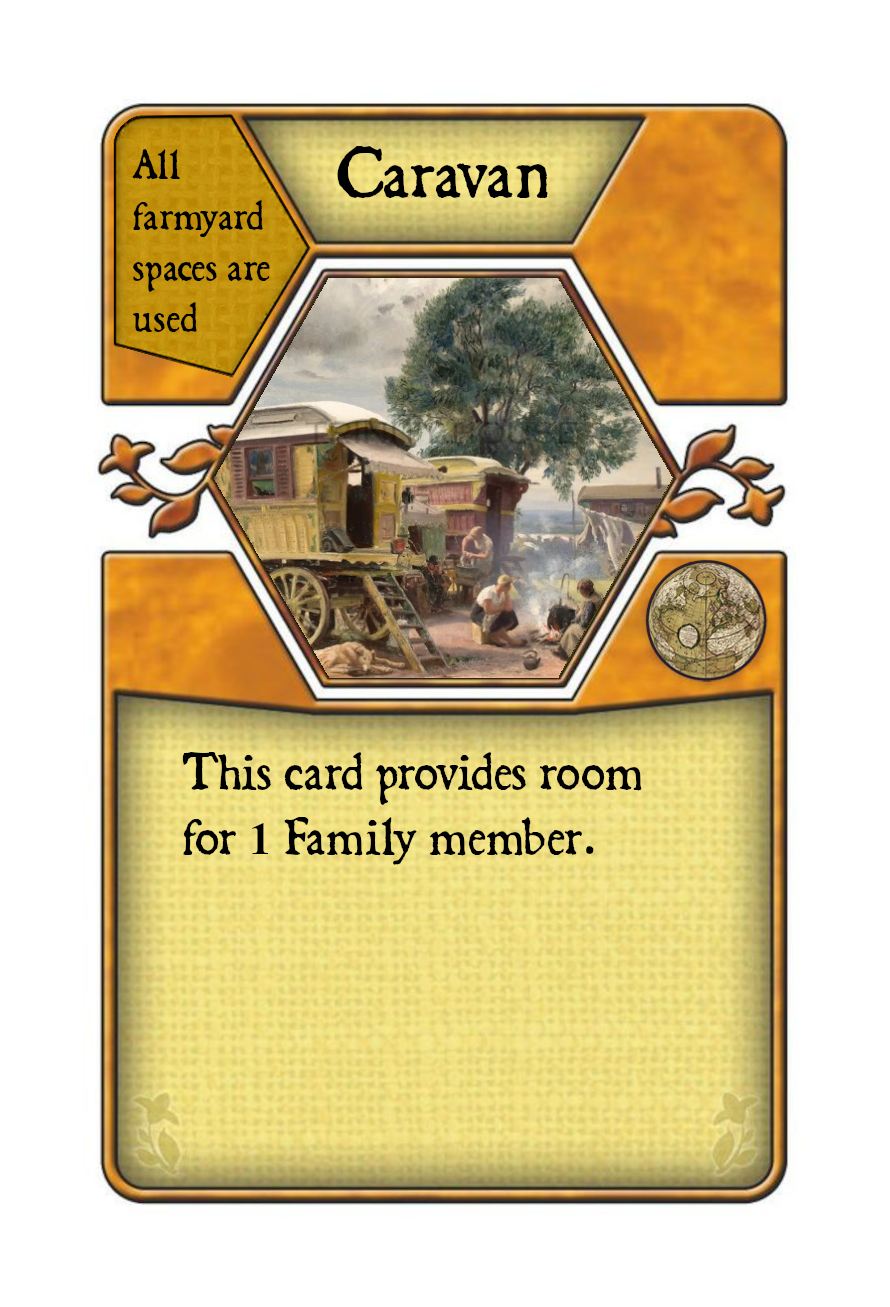 All
farmyard
spaces are
used
Caravan
This card provides room
for 1 Family member.